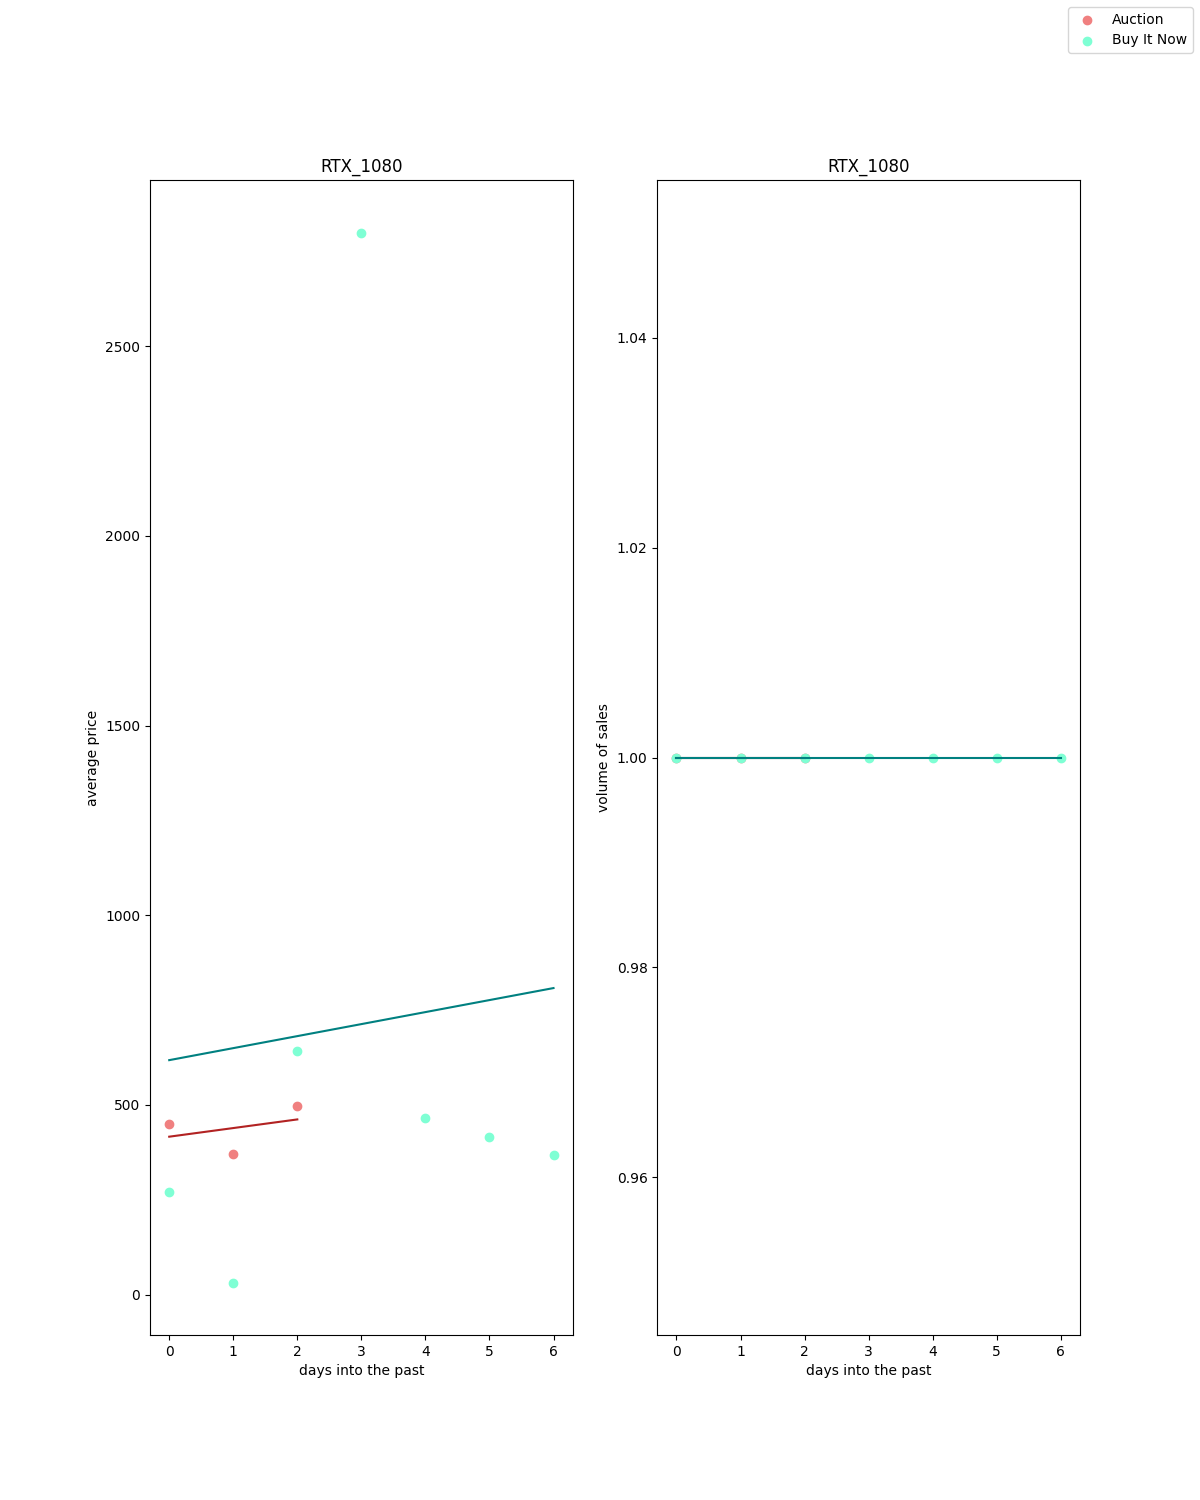 Auction
Buy It Now
RTX_1080
average price
2500
2000
1500
1000
500
0
0 1 2 3 4 5 6
days into the past
RTX_1080
volume of sales
1.04
1.02
1.00
0.98
0.96
0 1 2 3 4 5 6
days into the past